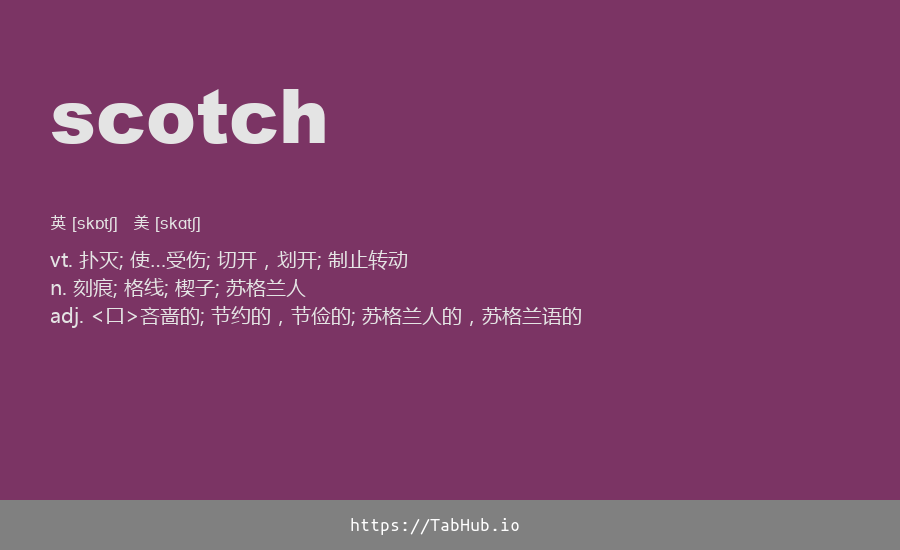 scotch
英 [skɒtʃ] 美 [skɑtʃ]
vt. 扑灭; 使...受伤; 切开，划开; 制止转动
n. 刻痕; 格线; 楔子; 苏格兰人
adj. <口>吝啬的; 节约的，节俭的; 苏格兰人的，苏格兰语的
https://TabHub.io